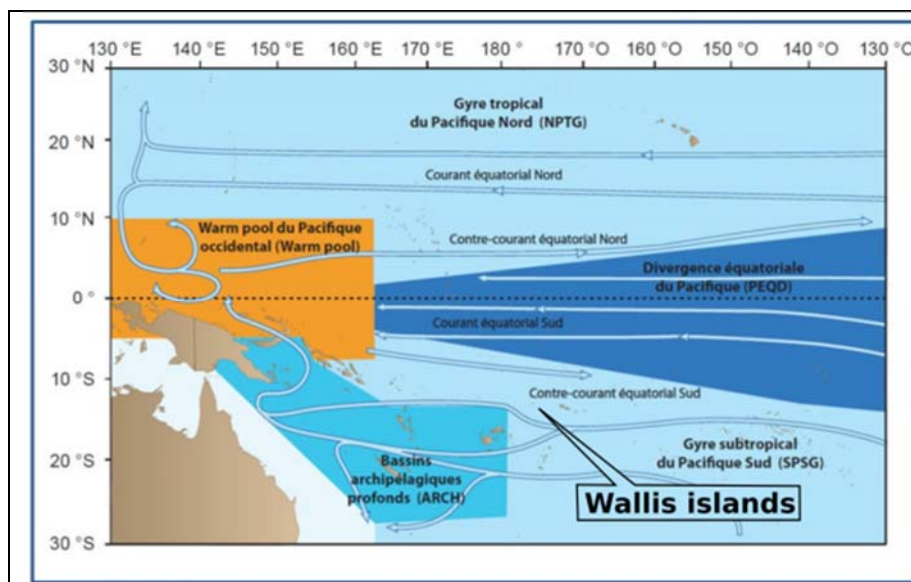 130 °E 140 °E 150 °E 160 °E 170 °O 180 ° 170 °O 160 °O 150 °O 140 °O 130 °O
30 °N
Gyre tropical
du Pacifique Nord (NPTG)
20 °N
Courant équatorial Nord
10 °N
Warm pool du Pacifique
occidental (Warm pool)
Contre-courant équatorial Nord
Divergence équatoriale
du Pacifique (PEQD)
0 °
Courant équatorial Sud
10 °S
Contre-courant équatorial Sud
Gyre subtropical
du Pacifique Sud (SPSG)
20 °S
Bassins
archipélagiques
profonds (ARCH)
Wallis islands
30 °S